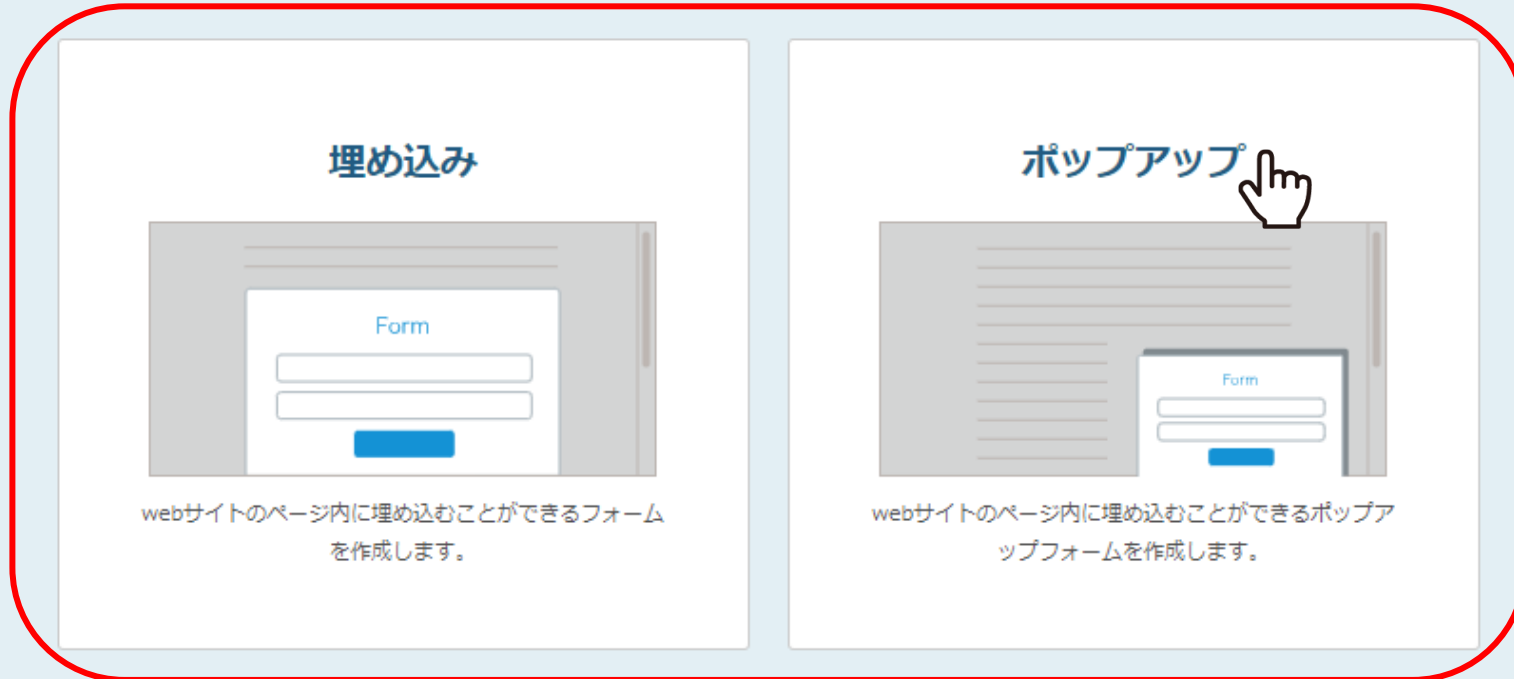 埋め込み
Form
webサイトのページ内に埋め込むことができるフォーム
を作成します。
ポップアップ
Form
webサイトのページ内に埋め込むことができるポップア
ップフォームを作成します。